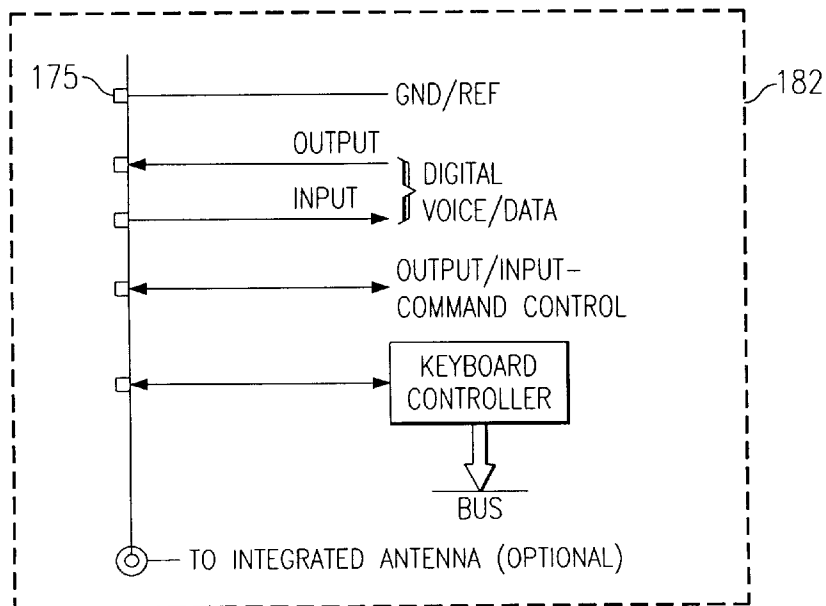 175
GND/REF
182
OUTPUT
DIGITAL
VOICE/DATA
INPUT
OUTPUT/INPUT-
COMMAND CONTROL
KEYBOARD
CONTROLLER
BUS
TO INTEGRATED ANTENNA (OPTIONAL)